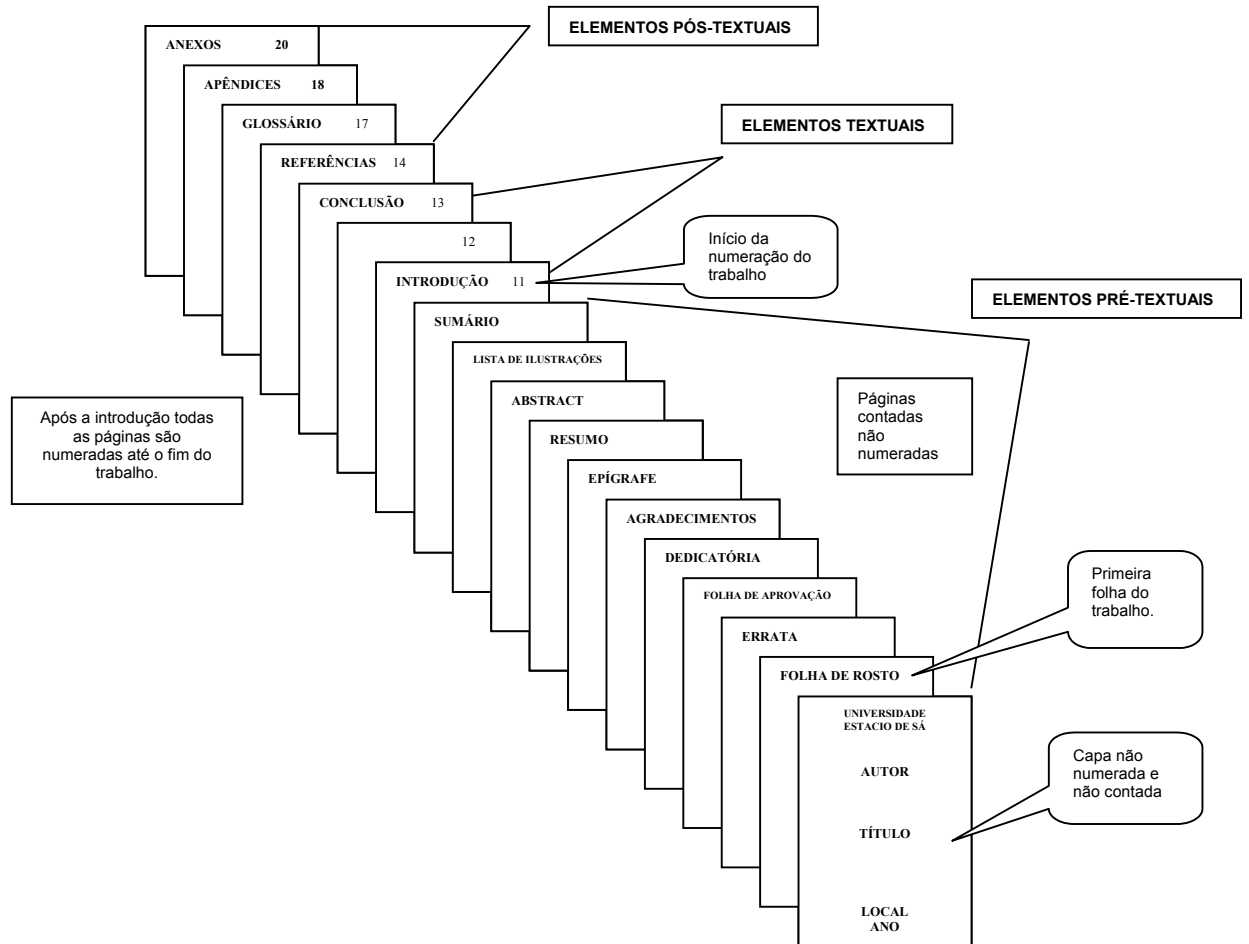 ELEMENTOS PÓS-TEXTUAIS
ANEXOS 20
APÊNDICES 18
GLOSSÁRIO 17
REFERÊNCIAS 14
CONCLUSÃO 13
12
INTRODUÇÃO 11
ELEMENTOS TEXTUAIS
Início da
numeração do
trabalho
ELEMENTOS PRÉ-TEXTUAIS
SUMÁRIO
LISTA DE ILUSTRAÇÕES
ABSTRACT
RESUMO
EPÍGRAFE
AGRADECIMENTOS
DEDICATÓRIA
FOLHA DE APROVAÇÃO
ERRATA
FOLHA DE ROSTO
Após a introdução todas
as páginas são
numeradas até o fim do
trabalho.
Páginas
contadas
não
numeradas
Primeira
folha do
trabalho.
UNIVERSIDADE
ESTACIO DE SÁ
AUTOR
TÍTULO
LOCAL
ANO
Capa não
numerada e
não contada